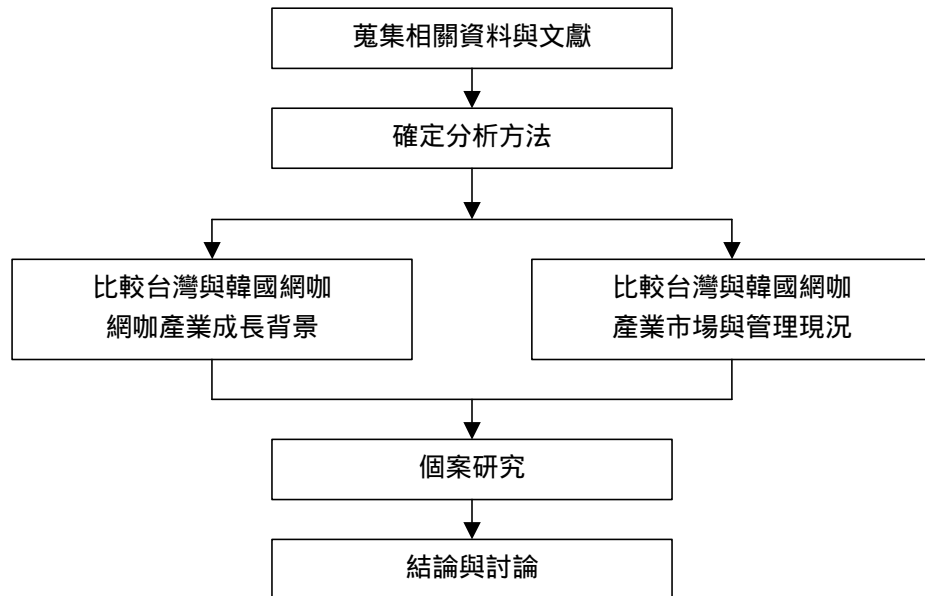 蒐集相關資料與文獻
確定分析方法
比較台灣與韓國網咖
網咖產業成長背景
比較台灣與韓國網咖
產業市場與管理現況
個案研究
結論與討論